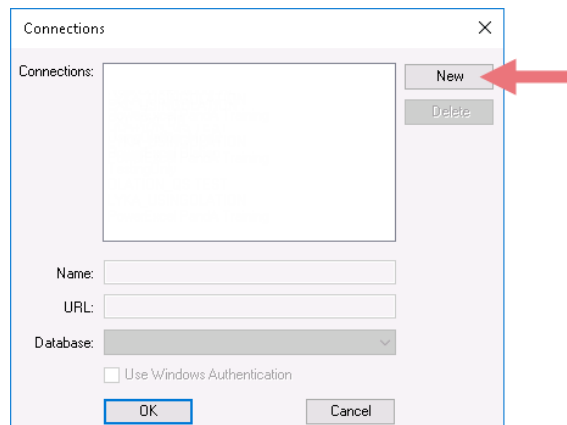 Connections
Connections:
New
Delete
Name:
URL:
Database:
Use Windows Authentication
OK
Cancel